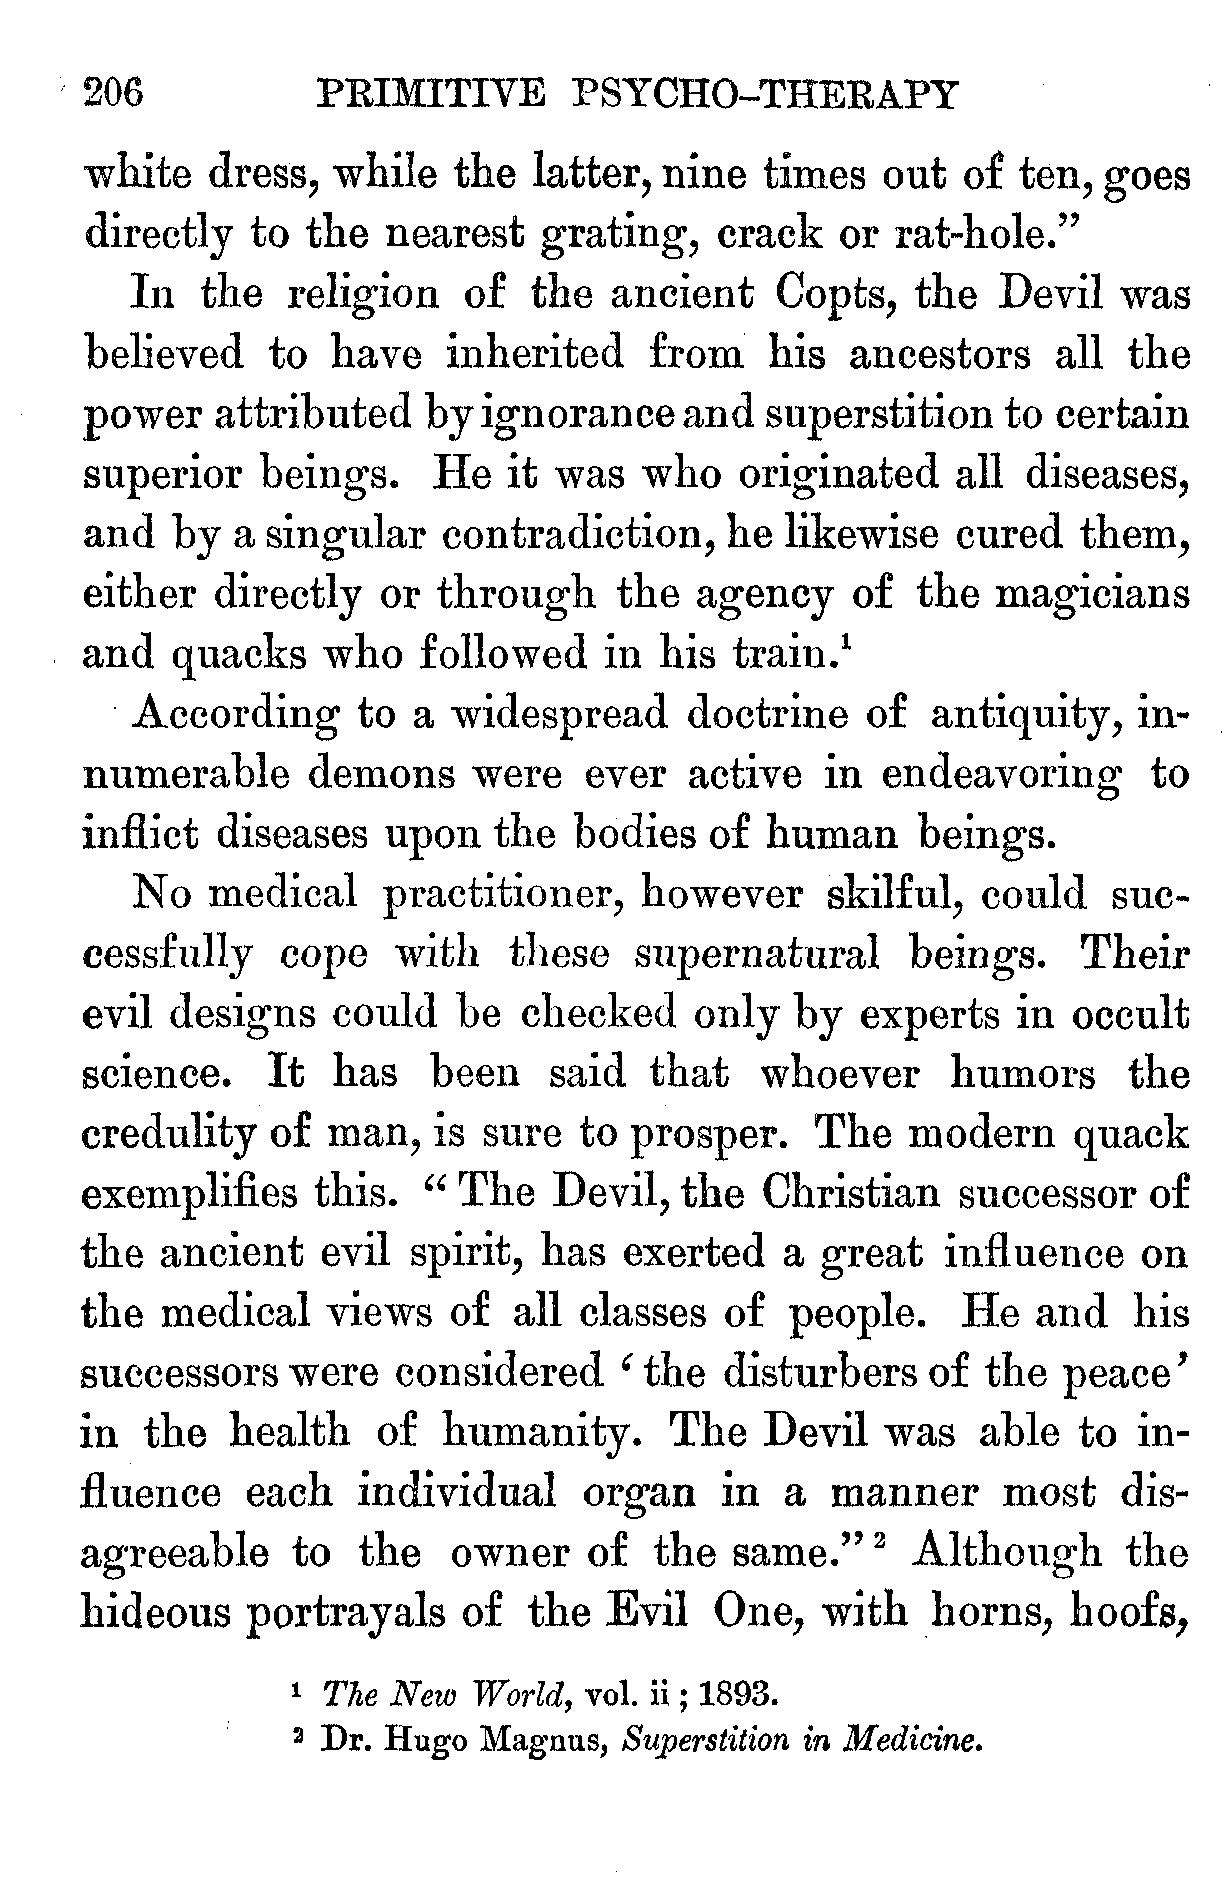 206 PRIMITIVE PSYCHO-THERAPY
white dress, while the latter, nine times out of ten, goes
directly to the nearest grating, crack or rat-hole.”
In the religion of the ancient Copts, the Devil was
believed to have inherited from his ancestors all the
power attributed by ignorance and superstition to certain
superior beings. He it was who originated all diseases,
and by a singular contradiction, he likewise cured them,
either directly or through the agency of the magicians
and quacks who followed in his train.¹
According to a widespread doctrine of antiquity, in-
numerable demons were ever active in endeavoring to
inflict diseases upon the bodies of human beings.
No medical practitioner, however skilful, could suc-
cessfully cope with these supernatural beings. Their
evil designs could be checked only by experts in occult
science. It has been said that whoever humors the
credulity of man, is sure to prosper. The modern quack
exemplifies this. “The Devil, the Christian successor of
the ancient evil spirit, has exerted a great influence on
the medical views of all classes of people. He and his
successors were considered ‘the disturbers of the peace’
in the health of humanity. The Devil was able to in-
fluence each individual organ in a manner most dis-
agreeable to the owner of the same.”² Although the
hideous portrayals of the Evil One, with horns, hoofs,
¹ The New World, vol. ii; 1893.
² Dr. Hugo Magnus, Superstition in Medicine.